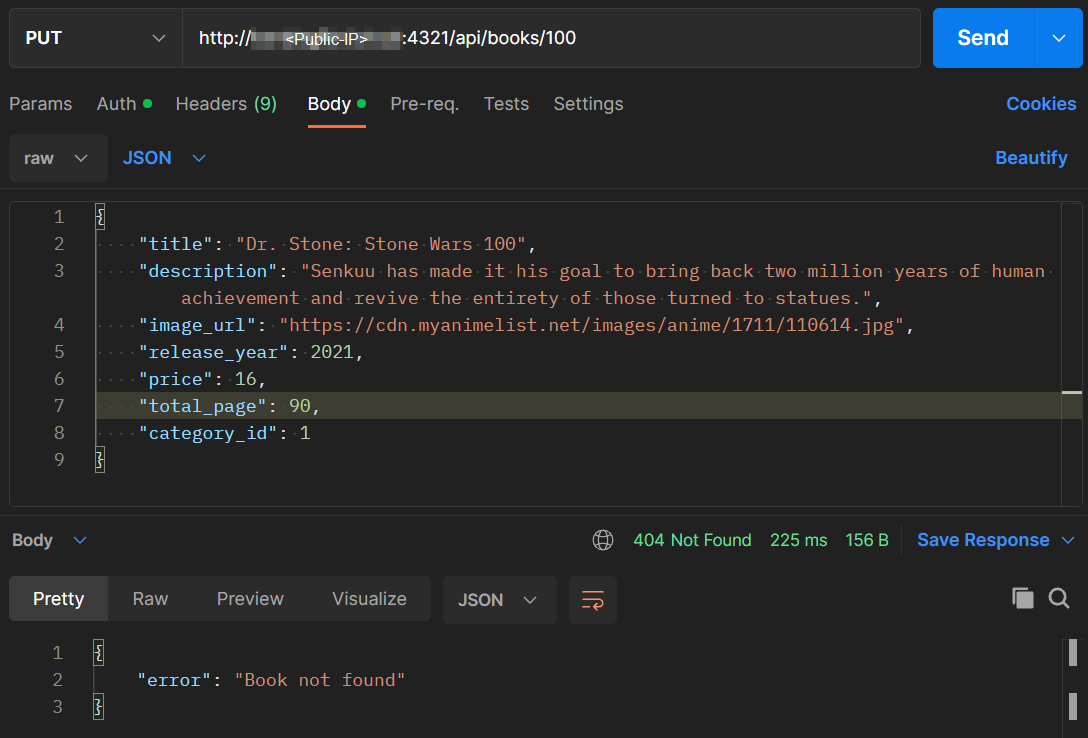 PUT http://<Public-IP>:4321/api/books/100 Send
Params Auth Headers (9) Body Pre-req. Tests Settings Cookies
raw JSON Beautify
1 {
2 "title": "Dr. Stone: Stone Wars 100",
3 "description": "Senkuu has made it his goal to bring back two million years of human
achievement and revive the entirety of those turned to statues.",
4 "image_url": "https://cdn.myanimelist.net/images/anime/1711/110614.jpg",
5 "release_year": 2021,
6 "price": 16,
7 "total_page": 90,
8 "category_id": 1
9 }
Body 404 Not Found 225 ms 156 B Save Response
Pretty Raw Preview Visualize JSON
1 {
2 "error": "Book not found"
3 }